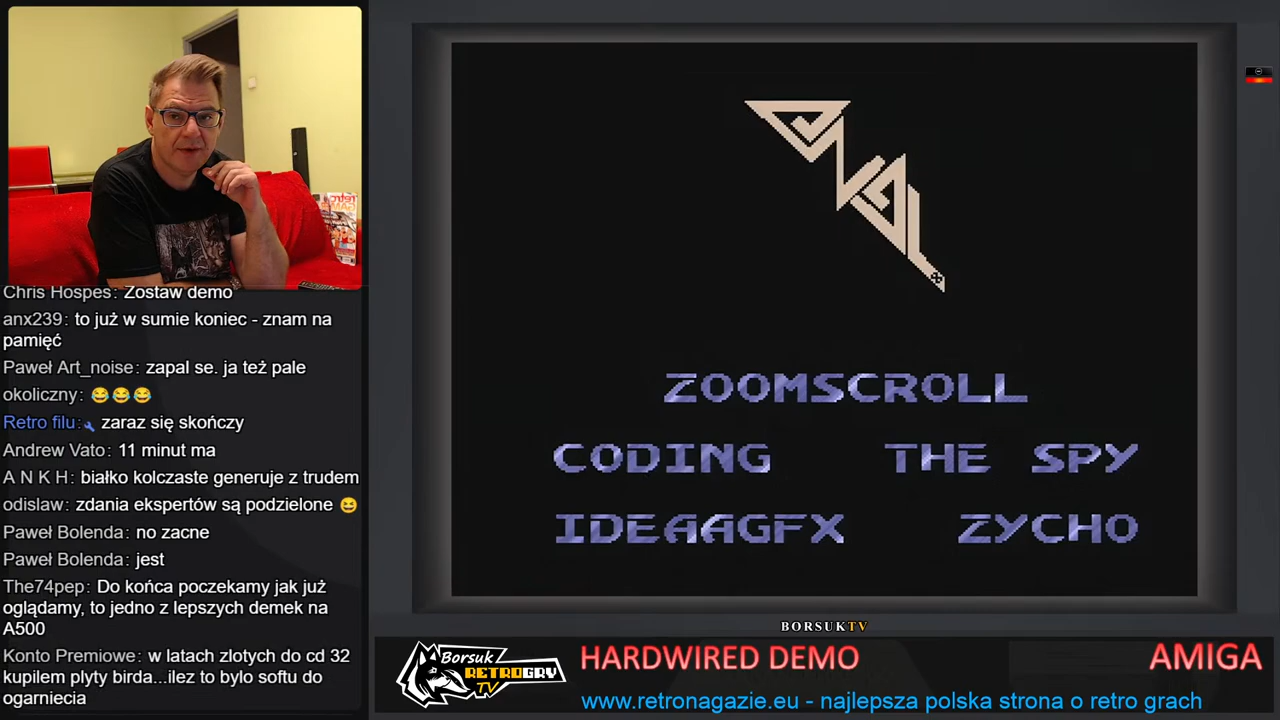 Chris Hospes: Zostaw demo
anx239: to już w sumie koniec - znam na
pamięć
Paweł Art_noise: zapal se. ja też pale
okoliczny: 😂😂😂
Retro filu: zaraz się skończy
Andrew Vato: 11 minut ma
A N K H: białko kolczaste generuje z trudem
odislaw: zdania ekspertów są podzielone 😆
Paweł Bolenda: no zacne
Paweł Bolenda: jest
The74pep: Do końca poczekamy jak już
oglądamy, to jedno z lepszych demek na
A500
Konto Premiowe: w latach zlotych do cd 32
kupilem plyty birda...ilez to bylo softu do
ogarniecia
ZOOMSCROLL
CODING THE SPY
IDEAAGFX ZYCHO
BORSUKTV
Borsuk
RETROGRY
TV
HARDWIRED DEMO
AMIGA
www.retronagazie.eu - najlepsza polska strona o retro grach